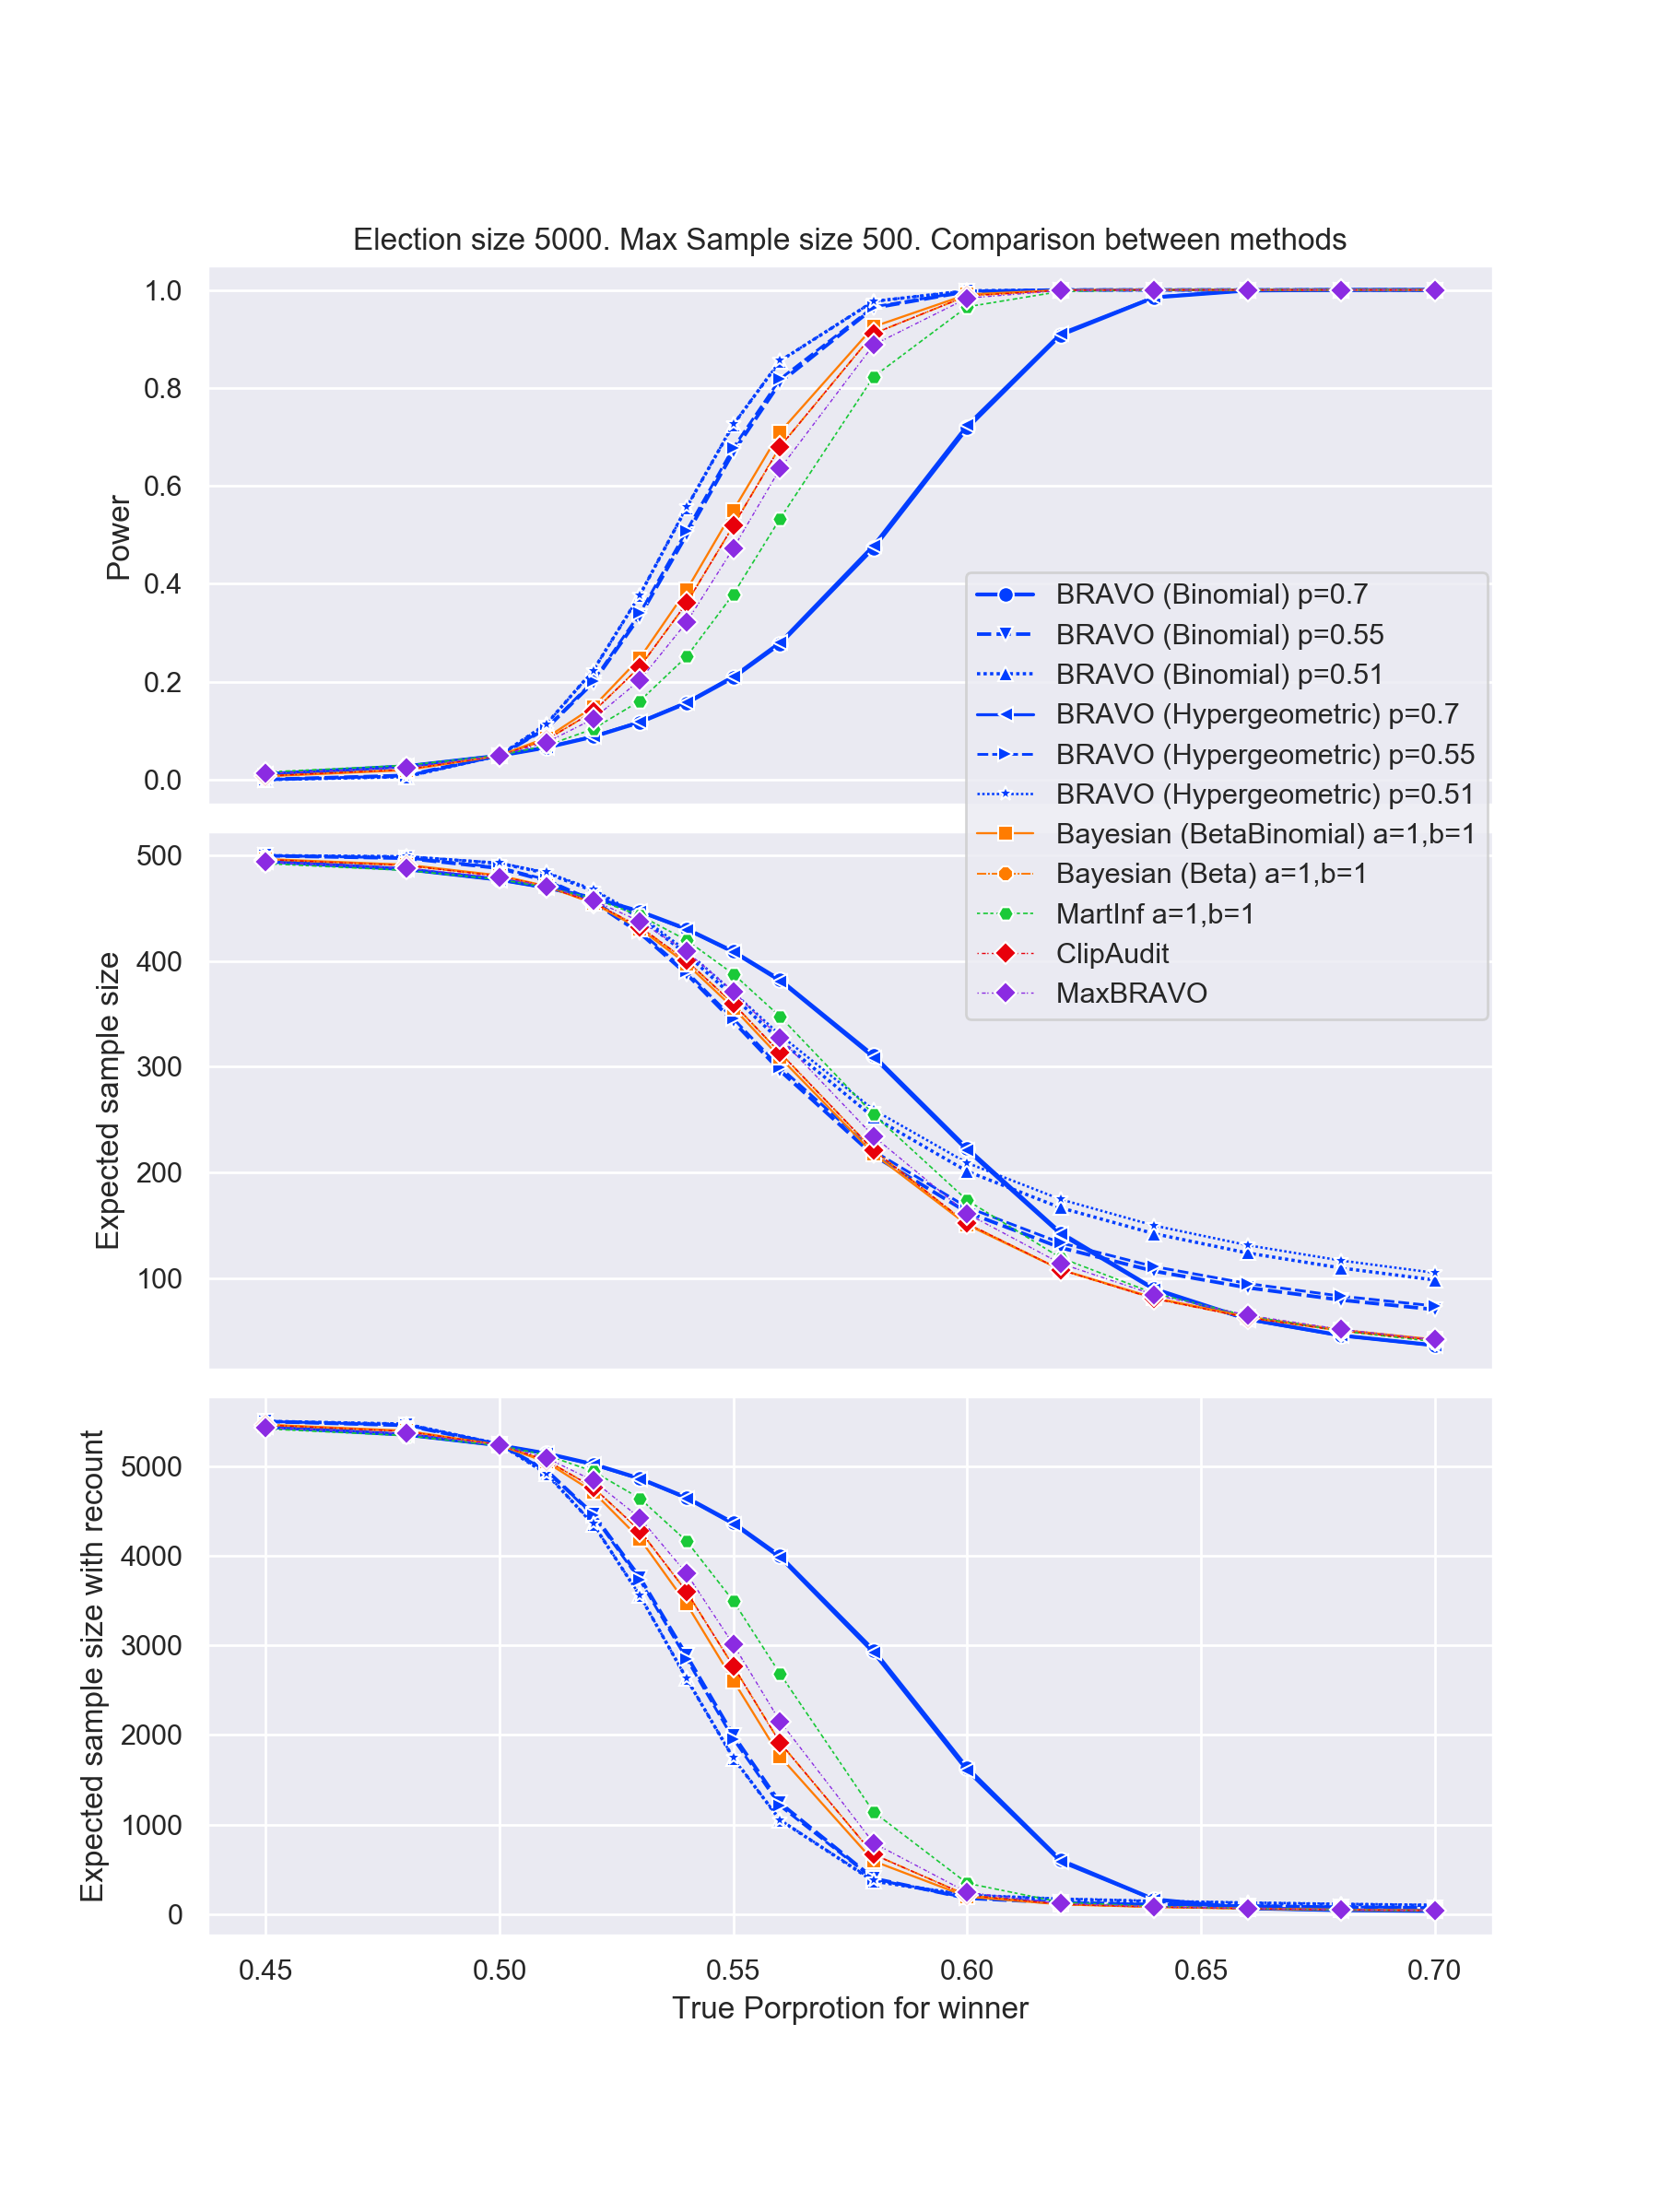 Election size 5000. Max Sample size 500. Comparison between methods
1.0
0.8
0.6
0.4
0.2
0.0
Power
BRAVO (Binomial) p=0.7
BRAVO (Binomial) p=0.55
BRAVO (Binomial) p=0.51
BRAVO (Hypergeometric) p=0.7
BRAVO (Hypergeometric) p=0.55
BRAVO (Hypergeometric) p=0.51
Bayesian (BetaBinomial) a=1,b=1
Bayesian (Beta) a=1,b=1
MartInf a=1,b=1
ClipAudit
MaxBRAVO
500
400
300
200
100
Expected sample size
5000
4000
3000
2000
1000
0
Expected sample size with recount
0.45 0.50 0.55 0.60 0.65 0.70
True Porprotion for winner